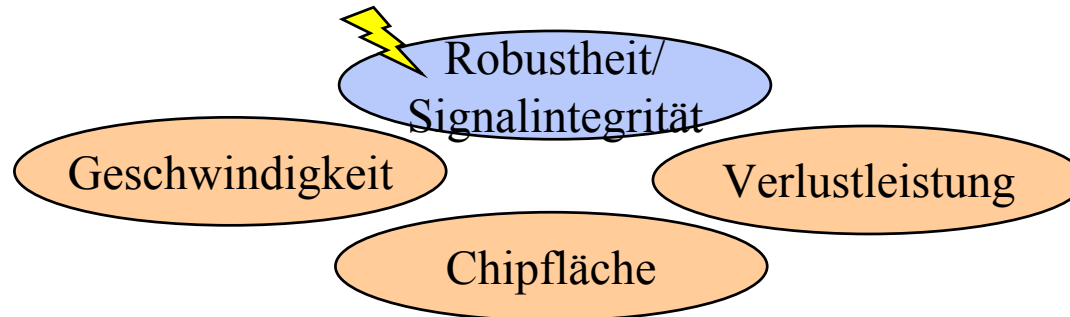 Robustheit/
Signalintegrität
Geschwindigkeit
Verlustleistung
Chipfläche